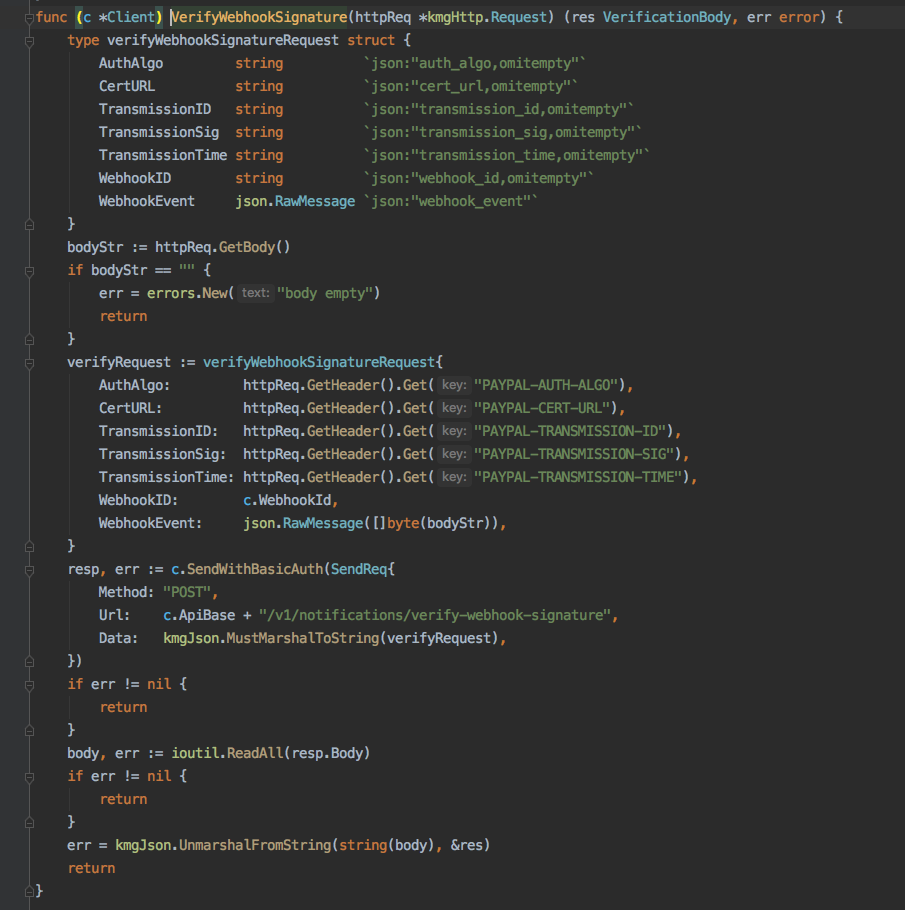 func (c *Client) VerifyWebhookSignature(httpReq *kmgHttp.Request) (res VerificationBody, err error) {
    type verifyWebhookSignatureRequest struct {
        AuthAlgo         string          `json:"auth_algo,omitempty"`
        CertURL          string          `json:"cert_url,omitempty"`
        TransmissionID   string          `json:"transmission_id,omitempty"`
        TransmissionSig  string          `json:"transmission_sig,omitempty"`
        TransmissionTime string          `json:"transmission_time,omitempty"`
        WebhookID        string          `json:"webhook_id,omitempty"`
        WebhookEvent     json.RawMessage `json:"webhook_event"`
    }
    bodyStr := httpReq.GetBody()
    if bodyStr == "" {
        err = errors.New( text: "body empty")
        return
    }
    verifyRequest := verifyWebhookSignatureRequest{
        AuthAlgo:         httpReq.GetHeader().Get( key: "PAYPAL-AUTH-ALGO"),
        CertURL:          httpReq.GetHeader().Get( key: "PAYPAL-CERT-URL"),
        TransmissionID:   httpReq.GetHeader().Get( key: "PAYPAL-TRANSMISSION-ID"),
        TransmissionSig:  httpReq.GetHeader().Get( key: "PAYPAL-TRANSMISSION-SIG"),
        TransmissionTime: httpReq.GetHeader().Get( key: "PAYPAL-TRANSMISSION-TIME"),
        WebhookID:        c.WebhookId,
        WebhookEvent:     json.RawMessage([]byte(bodyStr)),
    }
    resp, err := c.SendWithBasicAuth(SendReq{
        Method: "POST",
        Url:    c.ApiBase + "/v1/notifications/verify-webhook-signature",
        Data:   kmgJson.MustMarshalToString(verifyRequest),
    })
    if err != nil {
        return
    }
    body, err := ioutil.ReadAll(resp.Body)
    if err != nil {
        return
    }
    err = kmgJson.UnmarshalFromString(string(body), &res)
    return
}